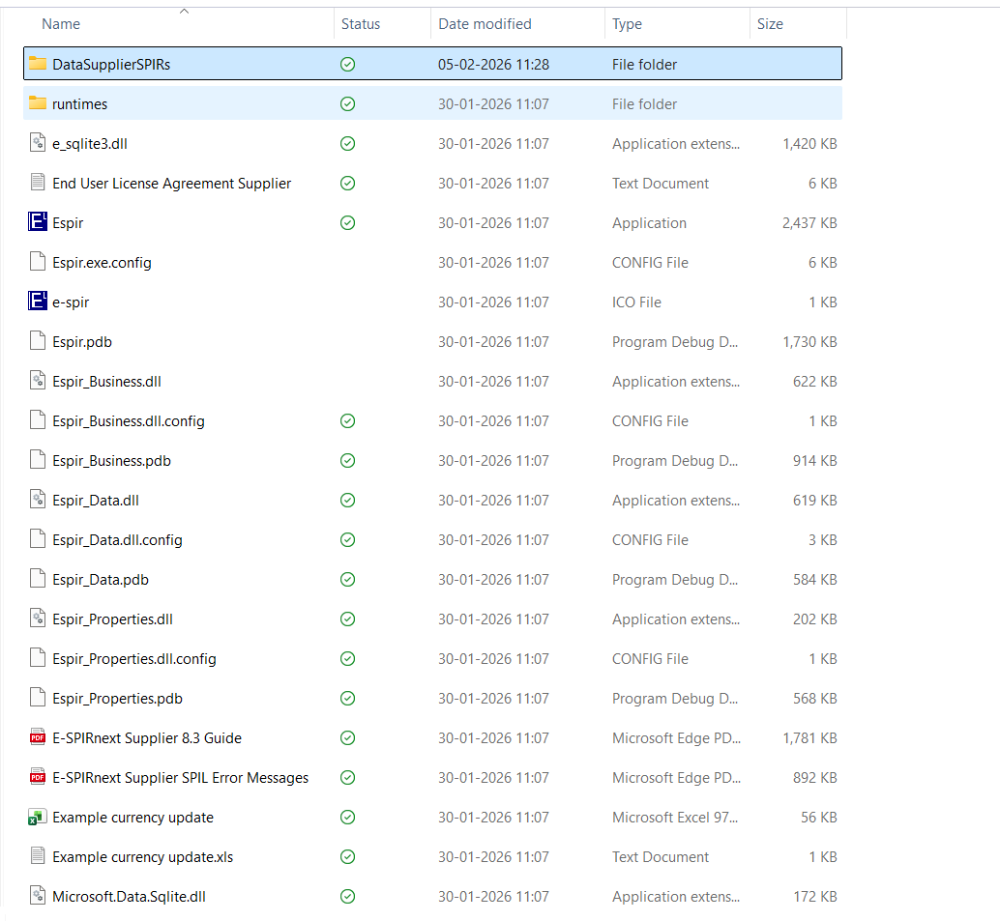 Name Status Date modified Type Size
DataSupplierSPIRs 05-02-2026 11:28 File folder
runtimes 30-01-2026 11:07 File folder
e_sqlite3.dll 30-01-2026 11:07 Application extens... 1,420 KB
End User License Agreement Supplier 30-01-2026 11:07 Text Document 6 KB
Espir 30-01-2026 11:07 Application 2,437 KB
Espir.exe.config 30-01-2026 11:07 CONFIG File 6 KB
e-spir 30-01-2026 11:07 ICO File 1 KB
Espir.pdb 30-01-2026 11:07 Program Debug D... 1,730 KB
Espir_Business.dll 30-01-2026 11:07 Application extens... 622 KB
Espir_Business.dll.config 30-01-2026 11:07 CONFIG File 1 KB
Espir_Business.pdb 30-01-2026 11:07 Program Debug D... 914 KB
Espir_Data.dll 30-01-2026 11:07 Application extens... 619 KB
Espir_Data.dll.config 30-01-2026 11:07 CONFIG File 3 KB
Espir_Data.pdb 30-01-2026 11:07 Program Debug D... 584 KB
Espir_Properties.dll 30-01-2026 11:07 Application extens... 202 KB
Espir_Properties.dll.config 30-01-2026 11:07 CONFIG File 1 KB
Espir_Properties.pdb 30-01-2026 11:07 Program Debug D... 568 KB
E-SPIRnext Supplier 8.3 Guide 30-01-2026 11:07 Microsoft Edge PD... 1,781 KB
E-SPIRnext Supplier SPIL Error Messages 30-01-2026 11:07 Microsoft Edge PD... 892 KB
Example currency update 30-01-2026 11:07 Microsoft Excel 97... 56 KB
Example currency update.xls 30-01-2026 11:07 Text Document 1 KB
Microsoft.Data.Sqlite.dll 30-01-2026 11:07 Application extens... 172 KB